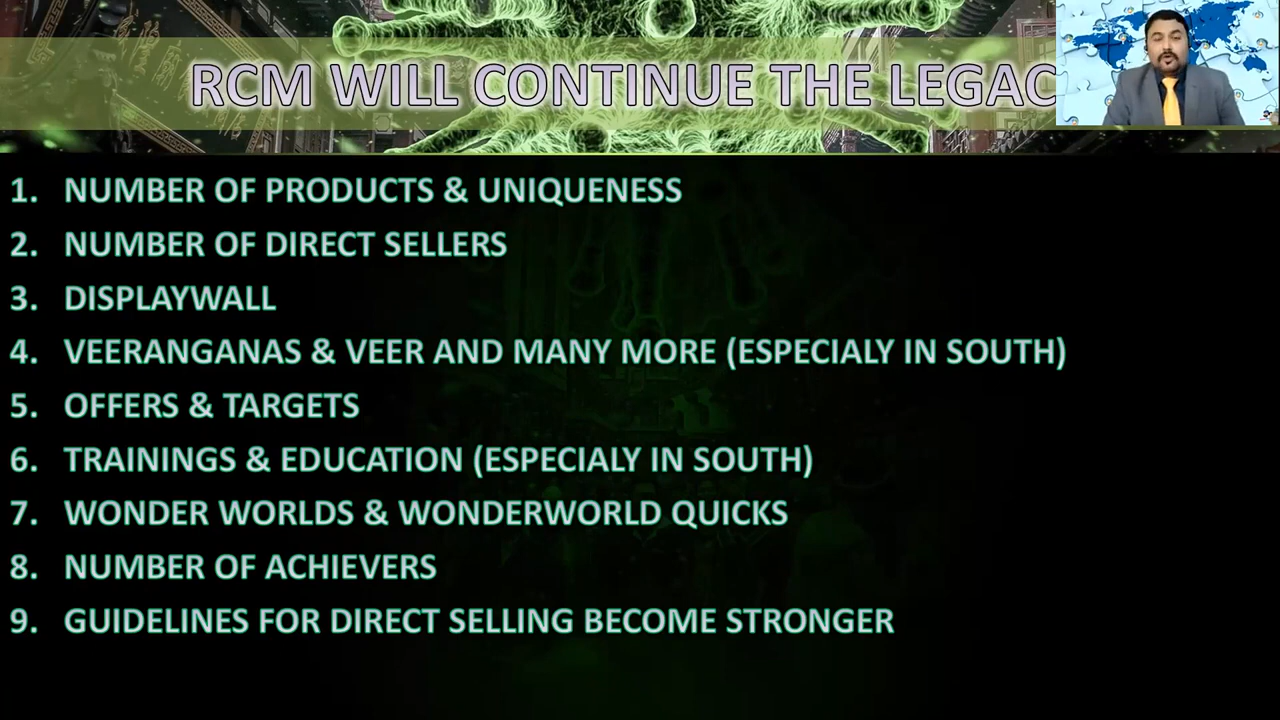 RCM WILL CONTINUE THE LEGAC
1. NUMBER OF PRODUCTS & UNIQUENESS
2. NUMBER OF DIRECT SELLERS
3. DISPLAYWALL
4. VEERANGANAS & VEER AND MANY MORE (ESPECIALY IN SOUTH)
5. OFFERS & TARGETS
6. TRAININGS & EDUCATION (ESPECIALY IN SOUTH)
7. WONDER WORLDS & WONDERWORLD QUICKS
8. NUMBER OF ACHIEVERS
9. GUIDELINES FOR DIRECT SELLING BECOME STRONGER